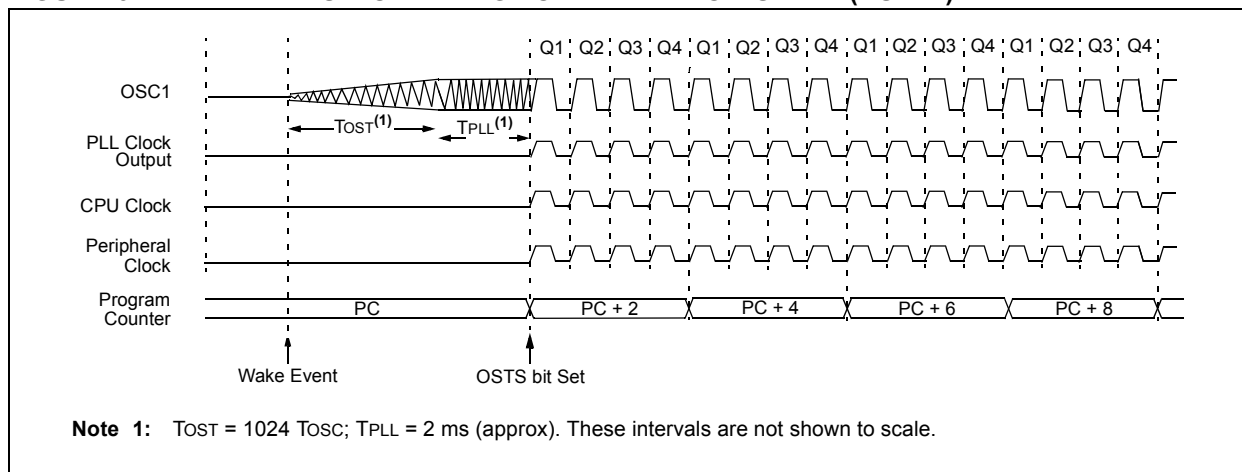 Q1 Q2 Q3 Q4 Q1 Q2 Q3 Q4 Q1 Q2 Q3 Q4 Q1 Q2 Q3 Q4
OSC1
TOST(1)
TPLL(1)
PLL Clock
Output
CPU Clock
Peripheral
Clock
Program
Counter
PC
PC + 2
PC + 4
PC + 6
PC + 8
Wake Event
OSTS bit Set
Note 1: TOST = 1024 TOSC; TPLL = 2 ms (approx). These intervals are not shown to scale.